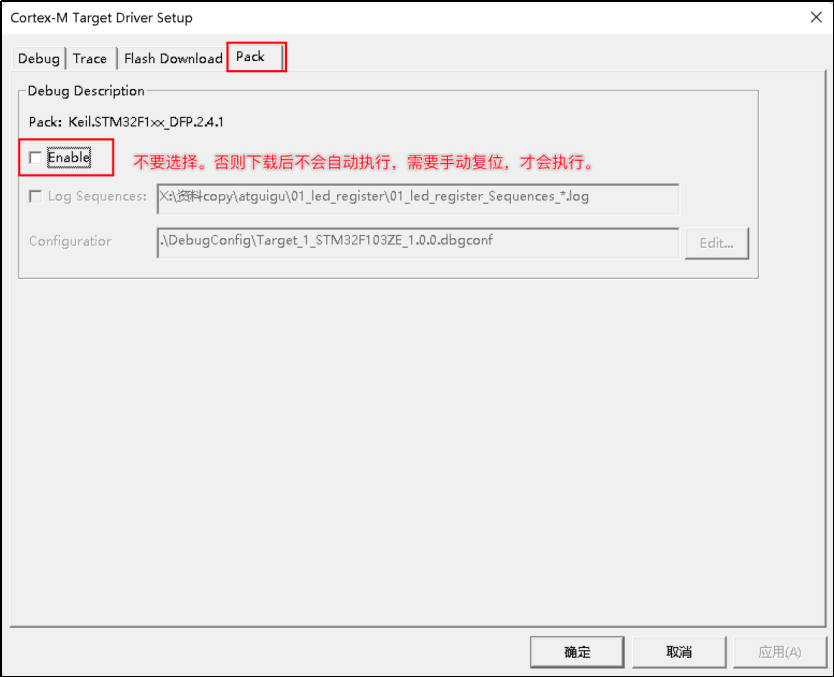 Cortex-M Target Driver Setup
Debug Trace Flash Download Pack
Debug Description
Pack: Keil.STM32F1xx_DFP.2.4.1
Enable 不要选择。否则下载后不会自动执行，需要手动复位，才会执行。
Log Sequences: X:\资料copy\atguigu\01_led_register\01_led_register_Sequences_*.log
Configuratior .\DebugConfig\Target_1_STM32F103ZE_1.0.0.dbgconf Edit...
确定 取消 应用(A)